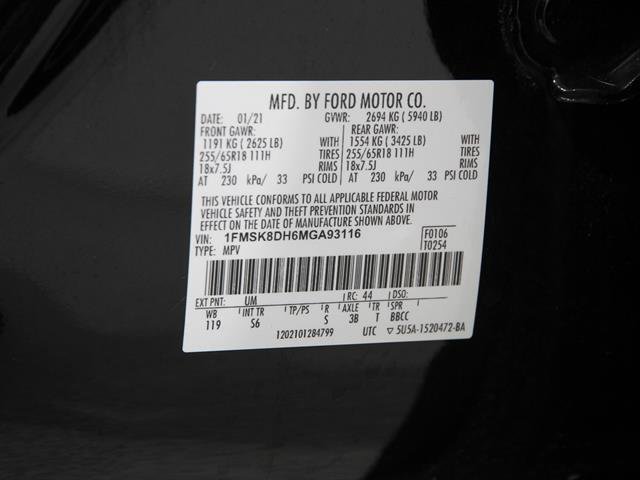 MFD. BY FORD MOTOR CO.
DATE: 01/21 GVWR: 2694 KG ( 5940 LB)
FRONT GAWR: REAR GAWR:
1191 KG ( 2625 LB) WITH 1554 KG ( 3425 LB) WITH
255/65R18 111H TIRES 255/65R18 111H TIRES
18x7.5J RIMS 18x7.5J RIMS
AT 230 kPa/ 33 PSI COLD AT 230 kPa/ 33 PSI COLD
THIS VEHICLE CONFORMS TO ALL APPLICABLE FEDERAL MOTOR
VEHICLE SAFETY AND THEFT PREVENTION STANDARDS IN
EFFECT ON THE DATE OF MANUFACTURE SHOWN ABOVE.
VIN: 1FMSK8DH6MGA93116 F0106
TYPE: MPV T0254
EXT PNT: UM RC: 44 DSO:
WB INT TR TP/PS R AXLE TR SPR
119 S6 S 3B T BBCC
1202101284799 UTC ▽ 5U5A-1520472-BA